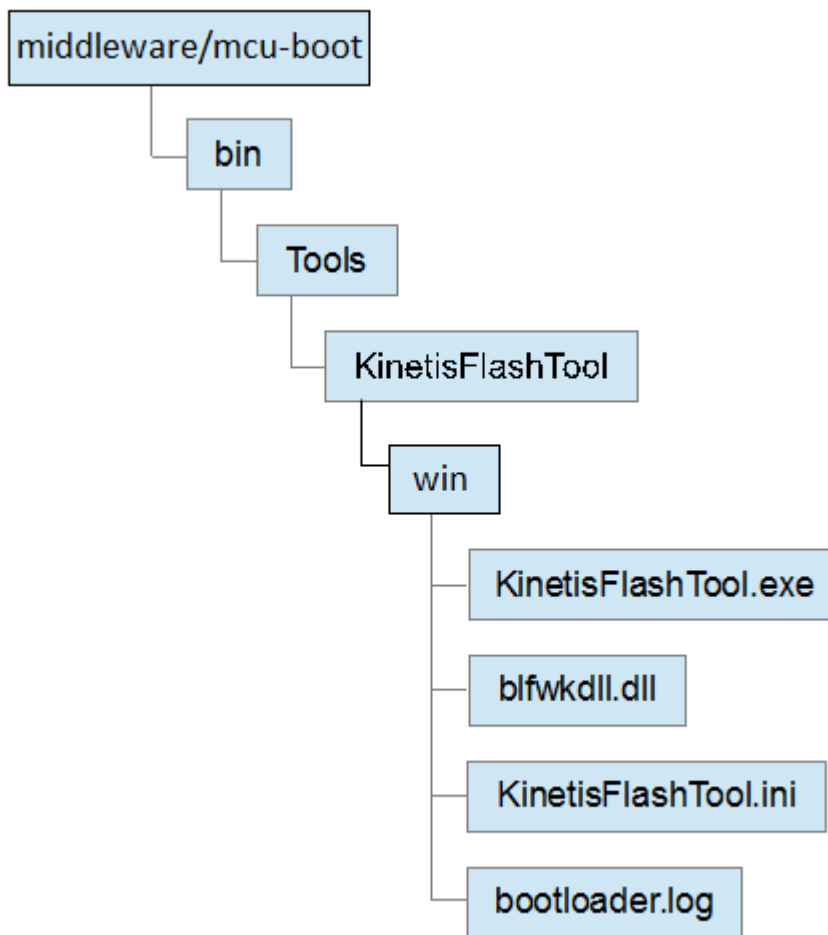 middleware/mcu-boot
bin
Tools
KinetisFlashTool
win
KinetisFlashTool.exe
blfwkdll.dll
KinetisFlashTool.ini
bootloader.log